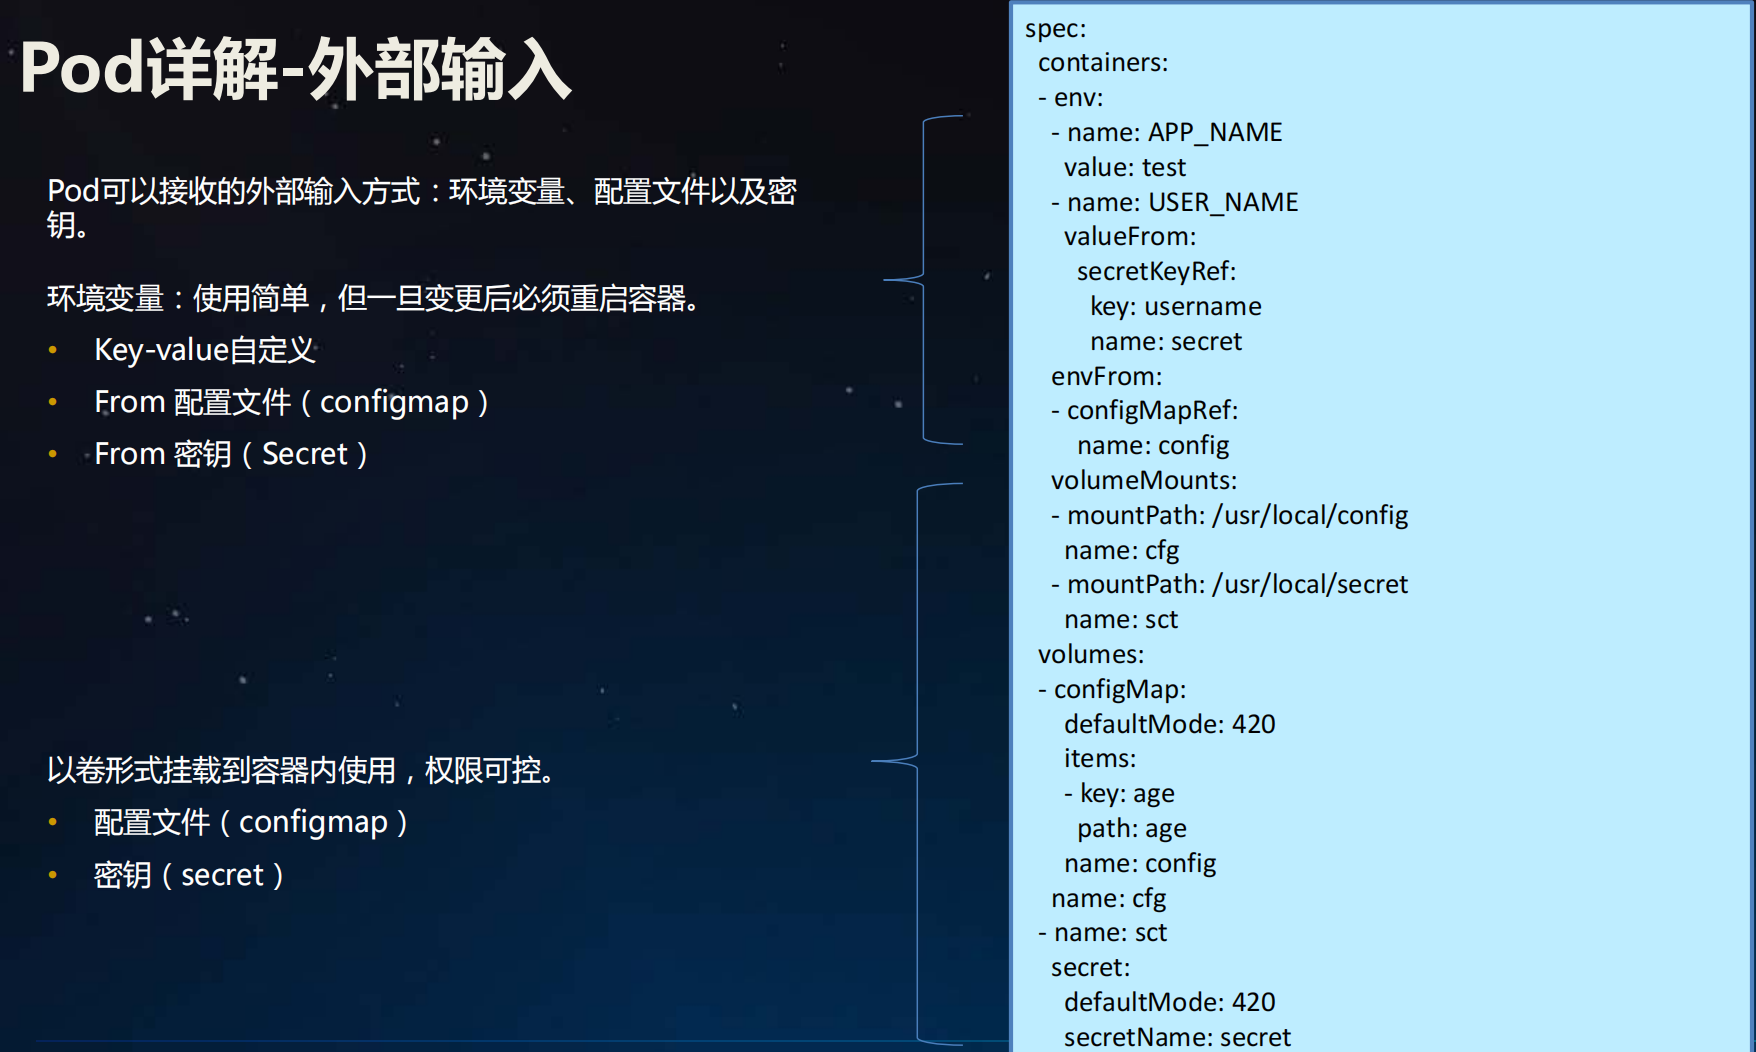 Pod详解-外部输入
Pod可以接收的外部输入方式：环境变量、配置文件以及密
钥。
环境变量：使用简单，但一旦变更后必须重启容器。
• Key-value自定义
• From 配置文件（configmap）
• From 密钥（Secret）
以卷形式挂载到容器内使用，权限可控。
• 配置文件（configmap）
• 密钥（secret）
spec:
  containers:
  - env:
    - name: APP_NAME
      value: test
    - name: USER_NAME
      valueFrom:
        secretKeyRef:
          key: username
          name: secret
    envFrom:
    - configMapRef:
        name: config
    volumeMounts:
    - mountPath: /usr/local/config
      name: cfg
    - mountPath: /usr/local/secret
      name: sct
  volumes:
  - configMap:
      defaultMode: 420
      items:
      - key: age
        path: age
      name: config
    name: cfg
  - name: sct
    secret:
      defaultMode: 420
      secretName: secret